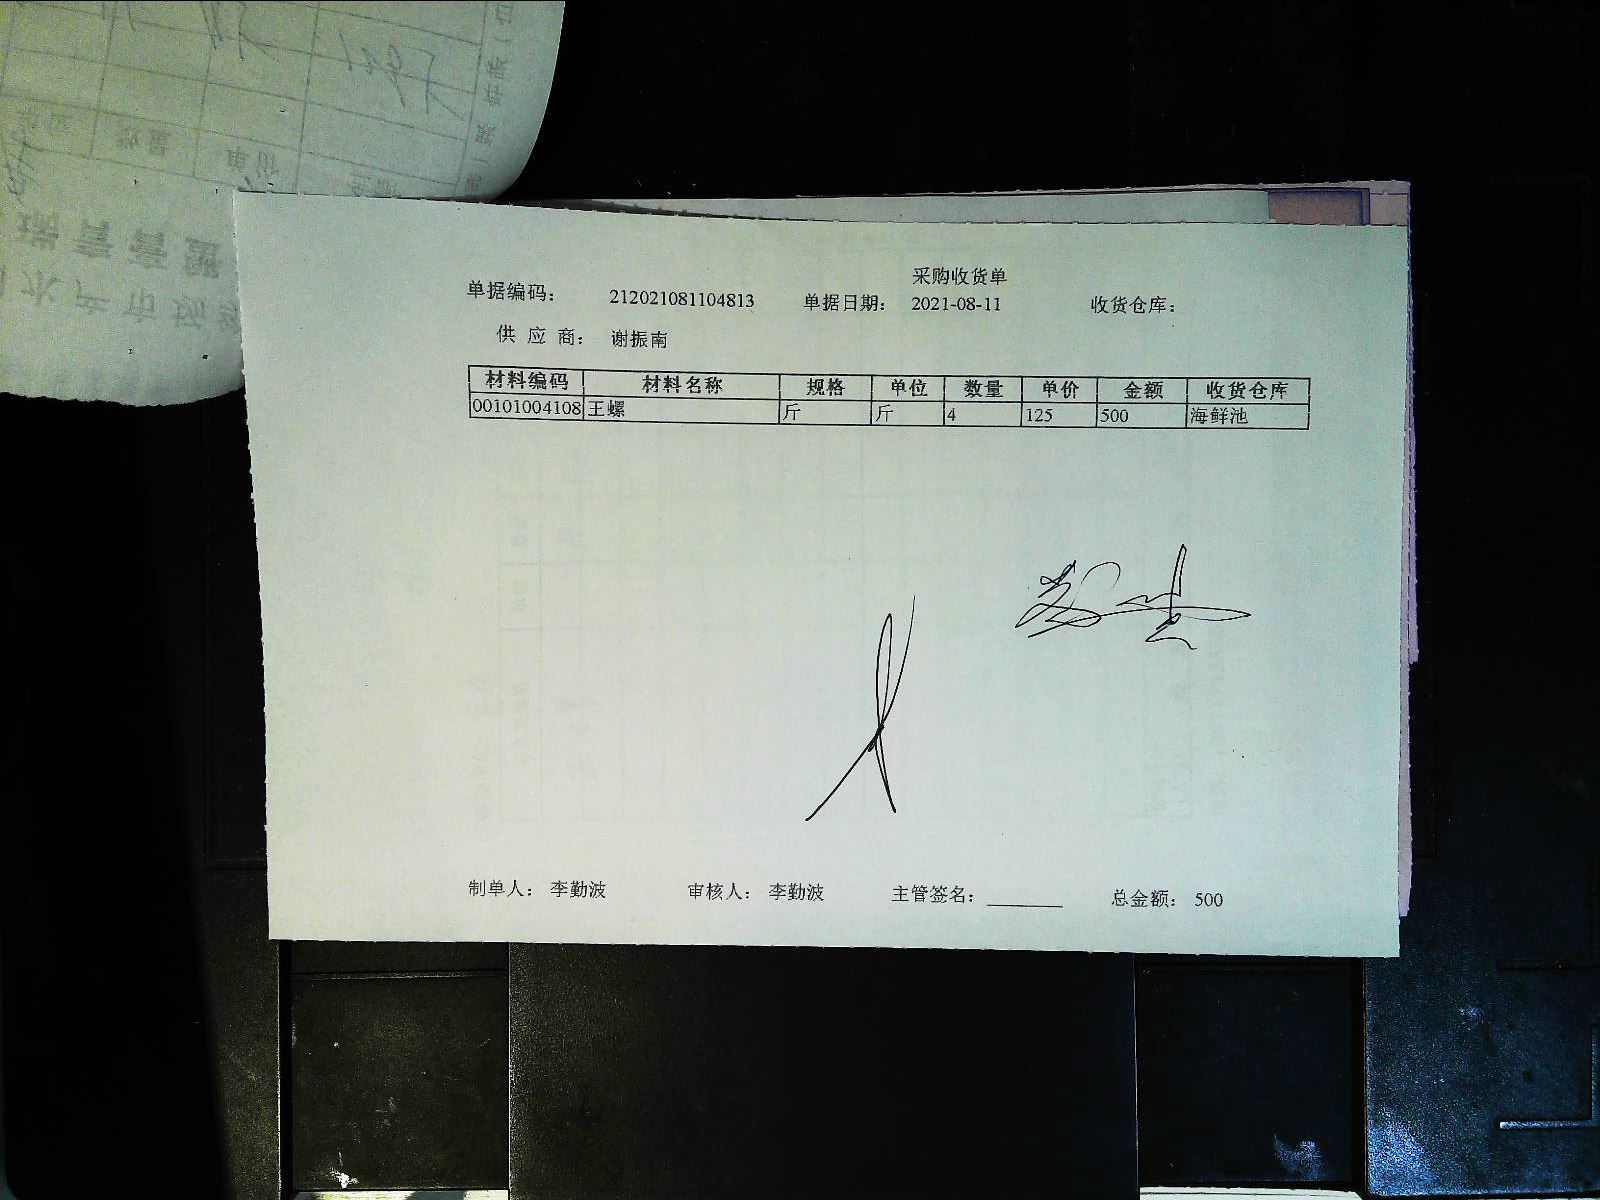 采购收货单
单据编码： 212021081104813 单据日期： 2021-08-11 收货仓库：
供 应 商： 谢振南
材料编码 材料名称 规格 单位 数量 单价 金额 收货仓库
00101004108 王螺 斤 斤 4 125 500 海鲜池
制单人： 李勤波 审核人： 李勤波 主管签名： 总金额： 500